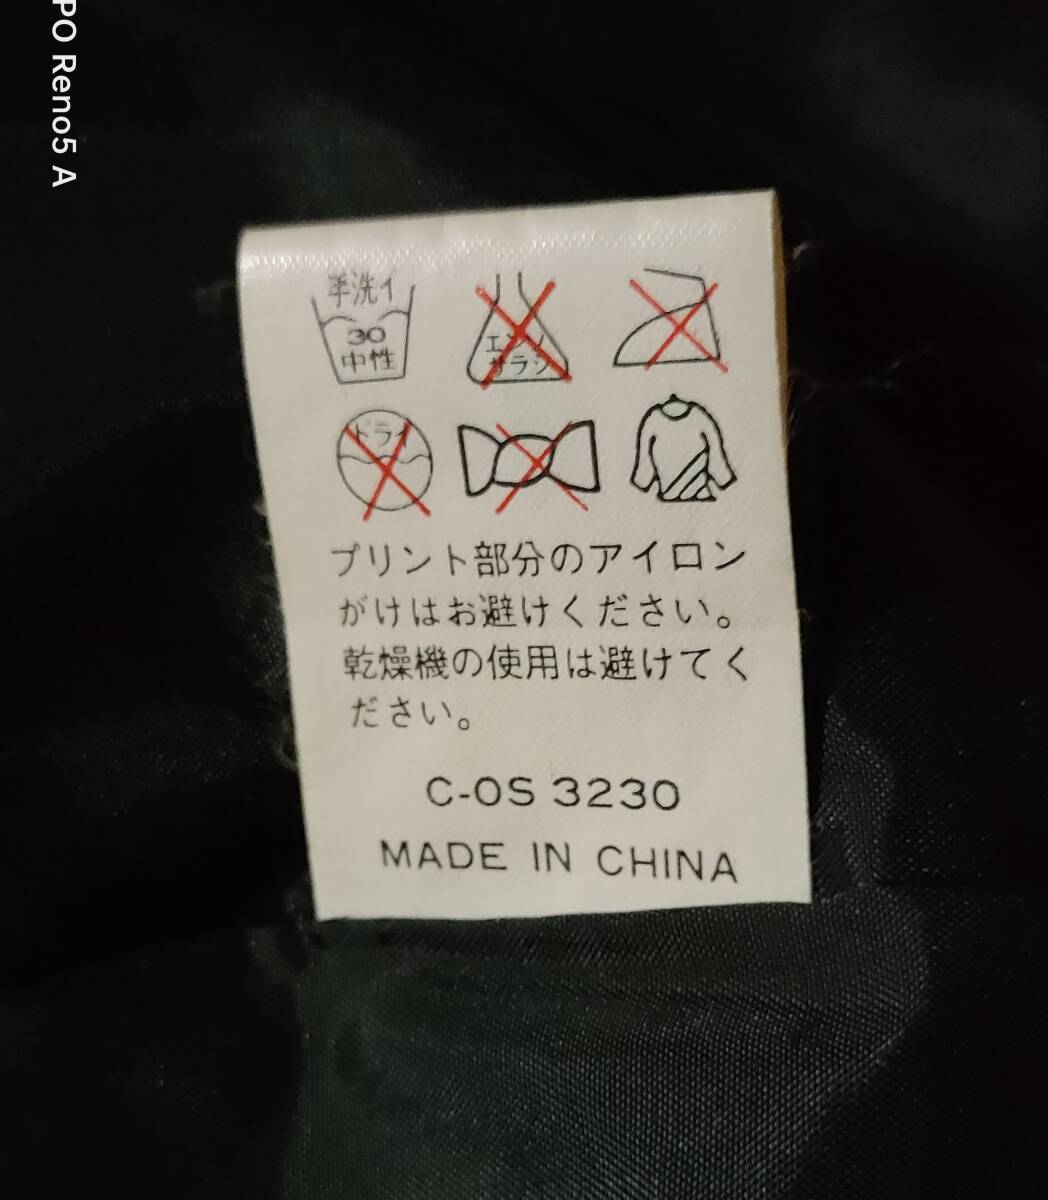 PO Reno5 A
手洗イ
30
中性
エンソ
サラシ
ドライ
プリント部分のアイロン
がけはお避けください。
乾燥機の使用は避けてく
ださい。
C-OS 3230
MADE IN CHINA